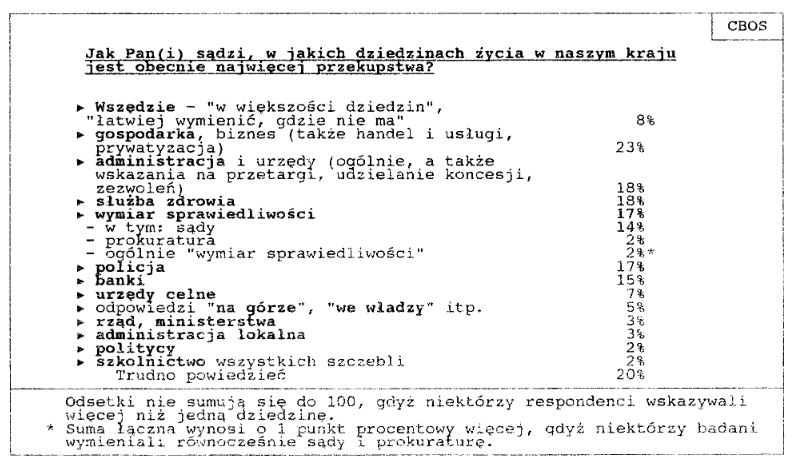 CBOS
Jak Pan(i) sądzi, w jakich dziedzinach życia w naszym kraju
jest obecnie najwięcej przekupstwa?
► Wszędzie - "w większości dziedzin",
"łatwiej wymienić, gdzie nie ma" 8%
► gospodarka, biznes (także handel i usługi,
prywatyzacja) 23%
► administracja i urzędy (ogólnie, a także
wskazania na przetargi, udzielanie koncesji,
zezwoleń) 18%
► służba zdrowia 18%
► wymiar sprawiedliwości 17%
- w tym: sądy 14%
- prokuratura 2%
- ogólnie "wymiar sprawiedliwości" 2%*
► policja 17%
► banki 15%
► urzędy celne 7%
► odpowiedzi "na górze", "we władzy" itp. 5%
► rząd, ministerstwa 3%
► administracja lokalna 3%
► politycy 2%
► szkolnictwo wszystkich szczebli 2%
Trudno powiedzieć 20%
Odsetki nie sumują się do 100, gdyż niektórzy respondenci wskazywali
więcej niż jedną dziedzinę.
* Suma łączna wynosi o 1 punkt procentowy więcej, gdyż niektórzy badani
wymieniali równocześnie sądy i prokuraturę.